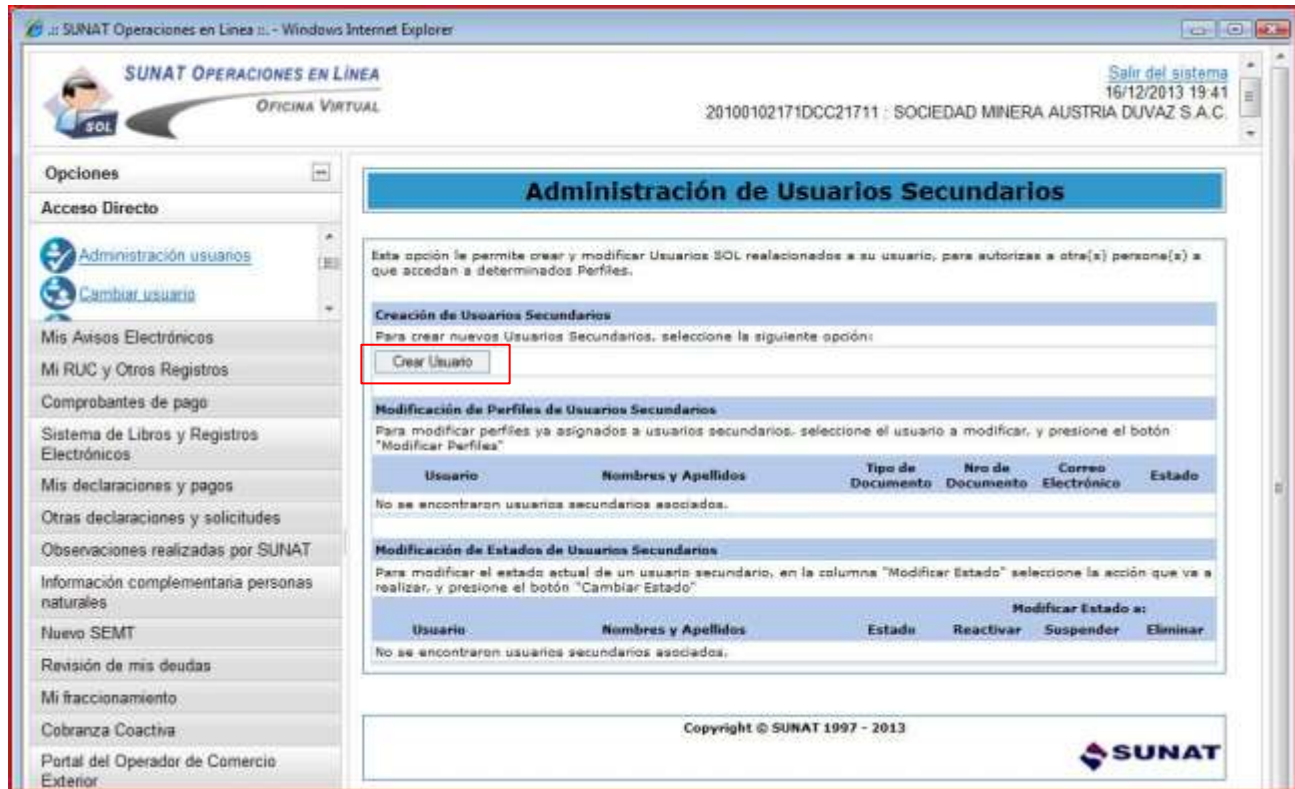 .:: SUNAT Operaciones en Linea ::. - Windows Internet Explorer
SUNAT OPERACIONES EN LÍNEA
OFICINA VIRTUAL
SOL
Salir del sistema
16/12/2013 19:41
20100102171DCC21711 : SOCIEDAD MINERA AUSTRIA DUVAZ S.A.C.
Opciones
Acceso Directo
Administración usuarios
Cambiar usuario
Mis Avisos Electrónicos
Mi RUC y Otros Registros
Comprobantes de pago
Sistema de Libros y Registros
Electrónicos
Mis declaraciones y pagos
Otras declaraciones y solicitudes
Observaciones realizadas por SUNAT
Información complementaria personas
naturales
Nuevo SEMT
Revisión de mis deudas
Mi fraccionamiento
Cobranza Coactiva
Portal del Operador de Comercio
Exterior
Administración de Usuarios Secundarios
Esta opción le permite crear y modificar Usuarios SOL realacionados a su usuario, para autorizas a otra(s) persona(s) a
que accedan a determinados Perfiles.
Creación de Usuarios Secundarios
Para crear nuevos Usuarios Secundarios, seleccione la siguiente opción:
Crear Usuario
Modificación de Perfiles de Usuarios Secundarios
Para modificar perfiles ya asignados a usuarios secundarios, seleccione el usuario a modificar, y presione el botón
"Modificar Perfiles"
Usuario Nombres y Apellidos Tipo de Documento Nro de Documento Correo Electrónico Estado
No se encontraron usuarios secundarios asociados.
Modificación de Estados de Usuarios Secundarios
Para modificar el estado actual de un usuario secundario, en la columna "Modificar Estado" seleccione la acción que va a
realizar, y presione el botón "Cambiar Estado"
Modificar Estado a:
Usuario Nombres y Apellidos Estado Reactivar Suspender Eliminar
No se encontraron usuarios secundarios asociados.
Copyright © SUNAT 1997 - 2013
SUNAT